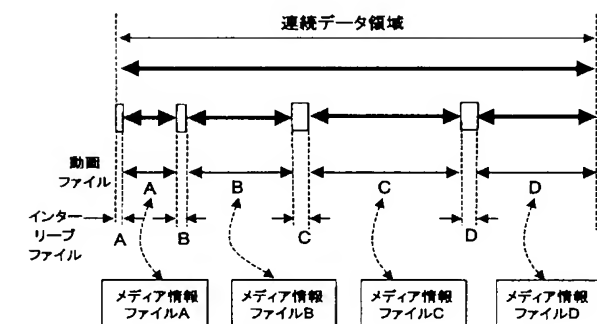 連続データ領域
動画
ファイル
A
B
C
D
インター
リーブ
ファイル
A
B
C
D
メディア情報
ファイルA
メディア情報
ファイルB
メディア情報
ファイルC
メディア情報
ファイルD